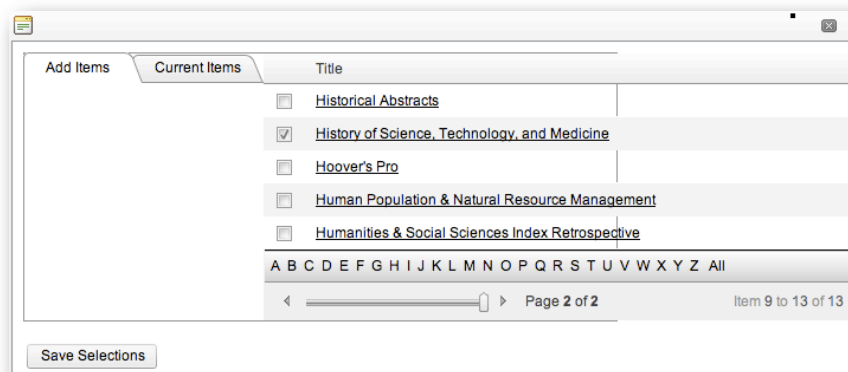 Add Items Current Items Title
Historical Abstracts
History of Science, Technology, and Medicine
Hoover's Pro
Human Population & Natural Resource Management
Humanities & Social Sciences Index Retrospective
A B C D E F G H I J K L M N O P Q R S T U V W X Y Z All
Page 2 of 2 Item 9 to 13 of 13
Save Selections